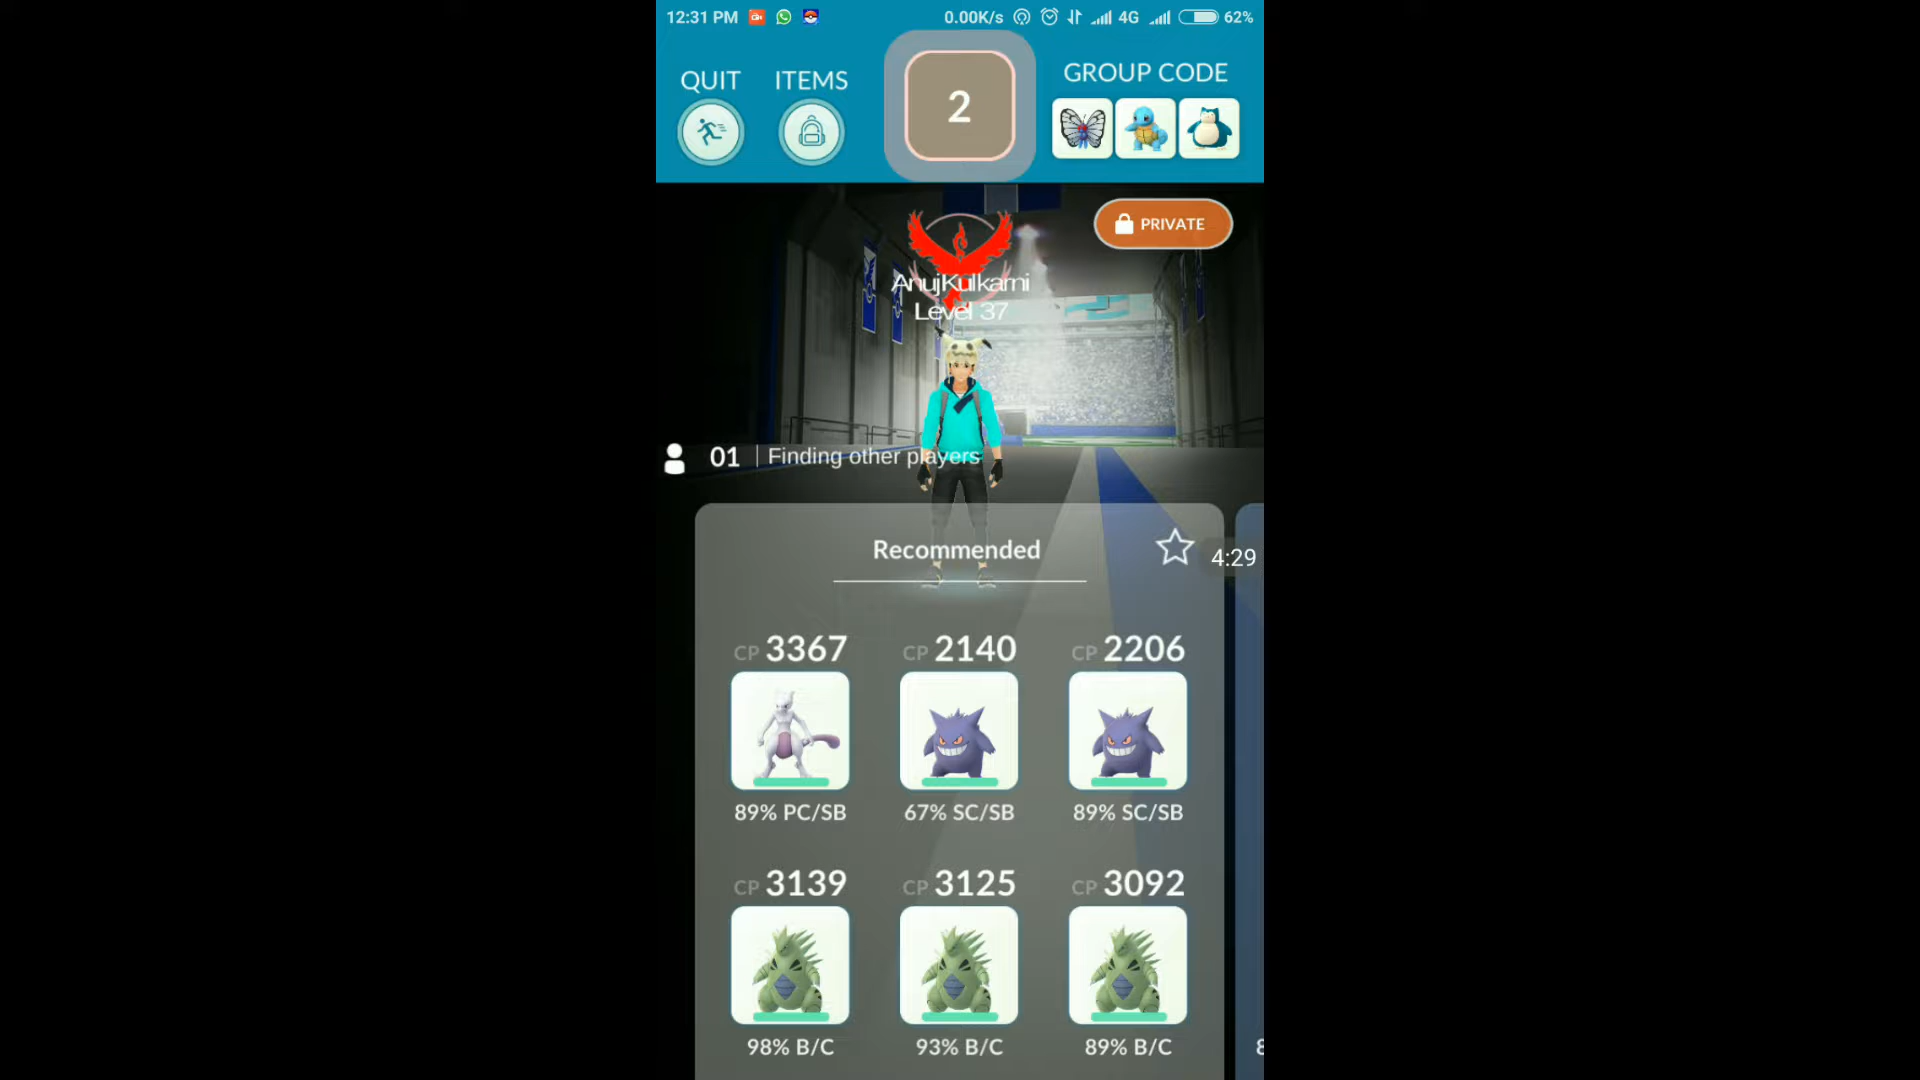 12:31 PM 0.00K/s 4G 62%
QUIT ITEMS 2 GROUP CODE
PRIVATE
AnujKulkarni
Level 37
01 Finding other players
Recommended
4:29
CP 3367 CP 2140 CP 2206
89% PC/SB 67% SC/SB 89% SC/SB
CP 3139 CP 3125 CP 3092
98% B/C 93% B/C 89% B/C